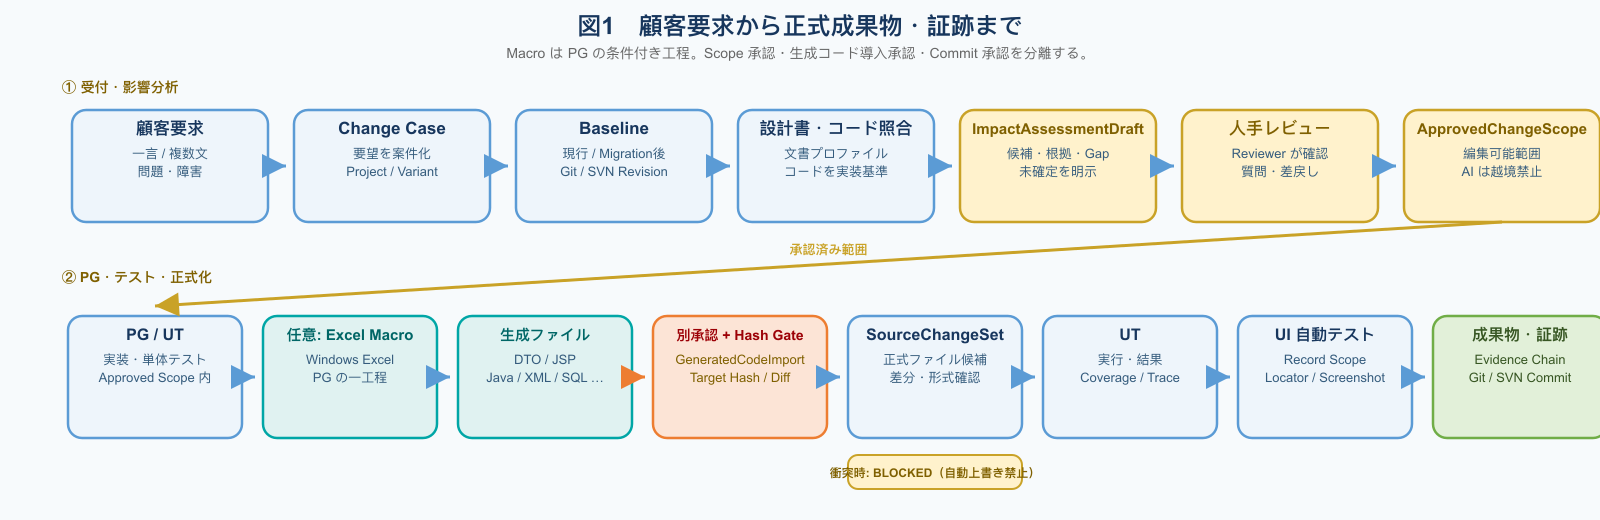 図1　顧客要求から正式成果物・証跡まで
Macro は PG の条件付き工程。Scope 承認・生成コード導入承認・Commit 承認を分離する。
① 受付・影響分析
顧客要求
一言 / 複数文
問題・障害
Change Case
要望を案件化
Project / Variant
Baseline
現行 / Migration後
Git / SVN Revision
設計書・コード照合
文書プロファイル
コードを実装基準
ImpactAssessmentDraft
候補・根拠・Gap
未確定を明示
人手レビュー
Reviewer が確認
質問・差戻し
ApprovedChangeScope
編集可能範囲
AI は越境禁止
承認済み範囲
② PG・テスト・正式化
PG / UT
実装・単体テスト
Approved Scope 内
任意: Excel Macro
Windows Excel
PG の一工程
生成ファイル
DTO / JSP
Java / XML / SQL …
別承認 + Hash Gate
GeneratedCodeImport
Target Hash / Diff
SourceChangeSet
正式ファイル候補
差分・形式確認
UT
実行・結果
Coverage / Trace
UI 自動テスト
Record Scope
Locator / Screenshot
成果物・証跡
Evidence Chain
Git / SVN Commit
衝突時: BLOCKED（自動上書き禁止）